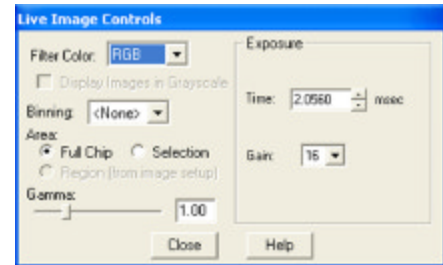 Live Image Controls
Filter Color: RGB
Display Images in Grayscale
Binning: <None>
Area:
Full Chip Selection
Region (from image setup)
Gamma:
1.00
Exposure
Time: 2.0560 msec
Gain: 16
Close Help